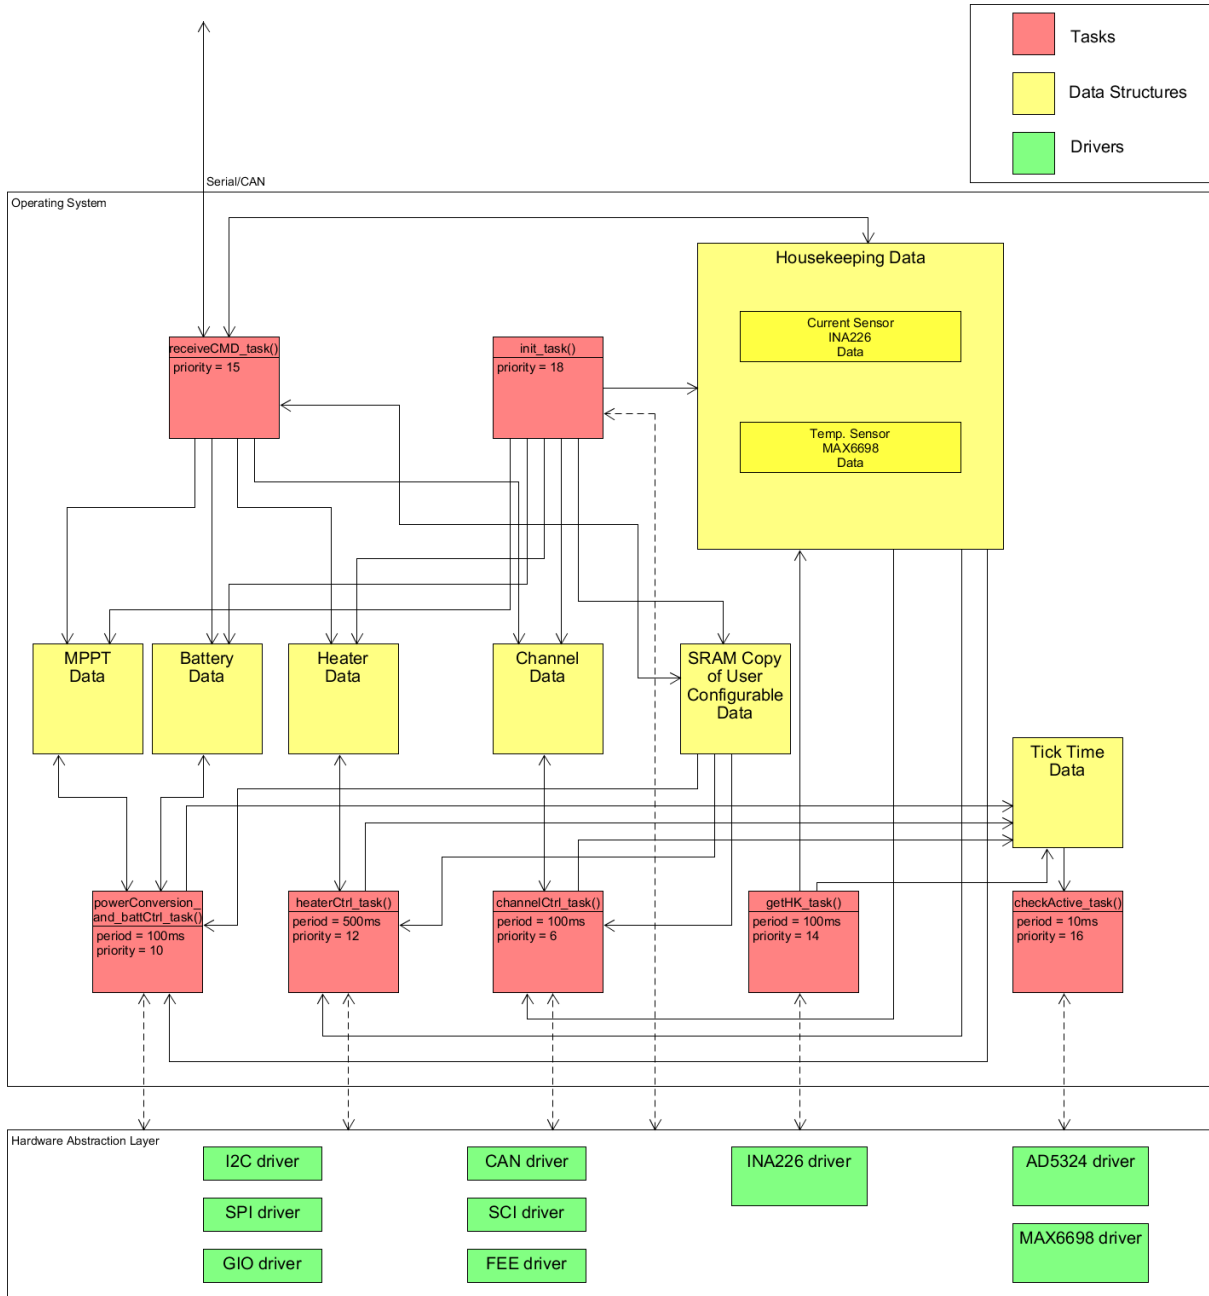 Tasks
Data Structures
Drivers
Serial/CAN
Operating System
Housekeeping Data
Current Sensor
INA226
Data
Temp. Sensor
MAX6698
Data
receiveCMD_task()
priority = 15
init_task()
priority = 18
MPPT
Data
Battery
Data
Heater
Data
Channel
Data
SRAM Copy
of User
Configurable
Data
Tick Time
Data
powerConversion_
and_battCtrl_task()
period = 100ms
priority = 10
heaterCtrl_task()
period = 500ms
priority = 12
channelCtrl_task()
period = 100ms
priority = 6
getHK_task()
period = 100ms
priority = 14
checkActive_task()
period = 10ms
priority = 16
Hardware Abstraction Layer
I2C driver
SPI driver
GIO driver
CAN driver
SCI driver
FEE driver
INA226 driver
AD5324 driver
MAX6698 driver